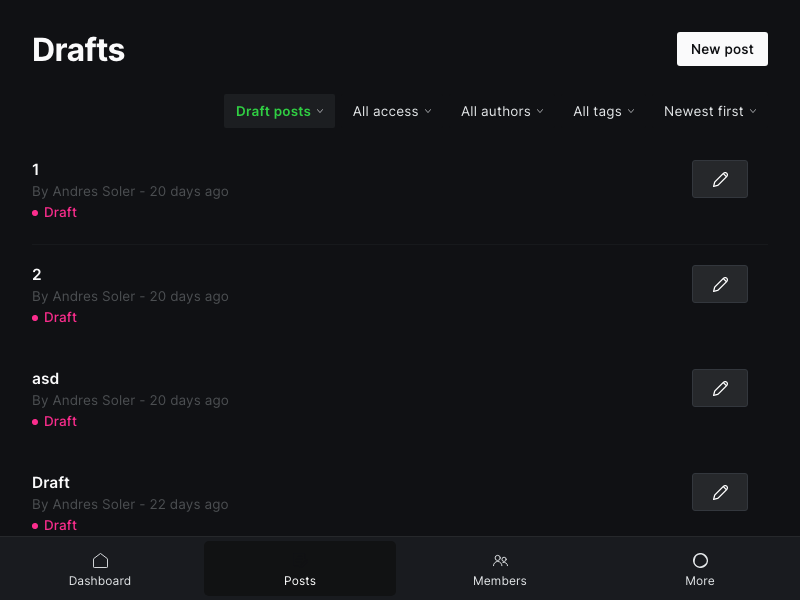 Drafts
New post
Draft posts
All access
All authors
All tags
Newest first
1
By Andres Soler - 20 days ago
Draft
2
By Andres Soler - 20 days ago
Draft
asd
By Andres Soler - 20 days ago
Draft
Draft
By Andres Soler - 22 days ago
Draft
Dashboard
Posts
Members
More